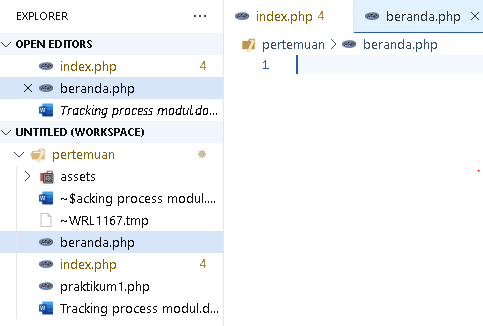 EXPLORER ...
OPEN EDITORS
index.php 4
beranda.php
Tracking process modul.do...
UNTITLED (WORKSPACE)
pertemuan
assets
~$acking process modul....
~WRL1167.tmp
beranda.php
index.php 4
praktikum1.php
Tracking process modul.d...
index.php 4 beranda.php
pertemuan > beranda.php
1